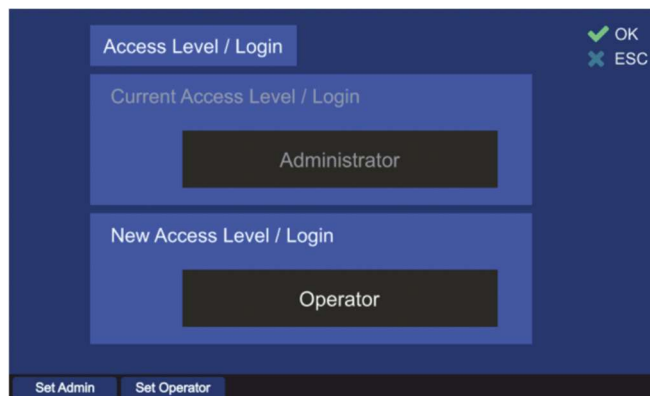 Access Level / Login
OK
ESC
Current Access Level / Login
Administrator
New Access Level / Login
Operator
Set Admin
Set Operator